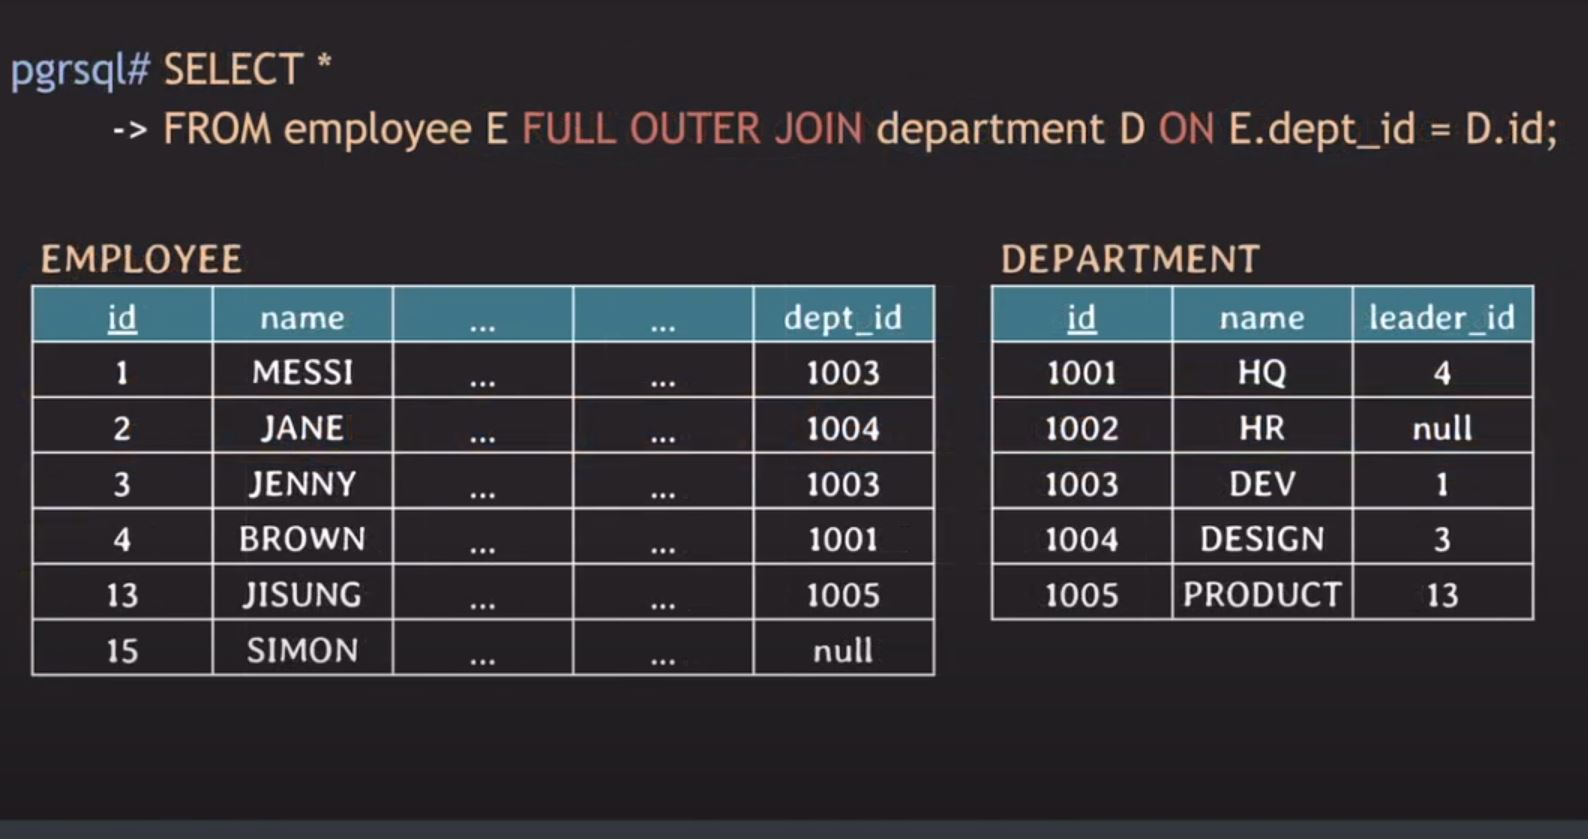 pgrsql# SELECT *
-> FROM employee E FULL OUTER JOIN department D ON E.dept_id = D.id;
EMPLOYEE
id name ... ... dept_id
1 MESSI ... ... 1003
2 JANE ... ... 1004
3 JENNY ... ... 1003
4 BROWN ... ... 1001
13 JISUNG ... ... 1005
15 SIMON ... ... null
DEPARTMENT
id name leader_id
1001 HQ 4
1002 HR null
1003 DEV 1
1004 DESIGN 3
1005 PRODUCT 13